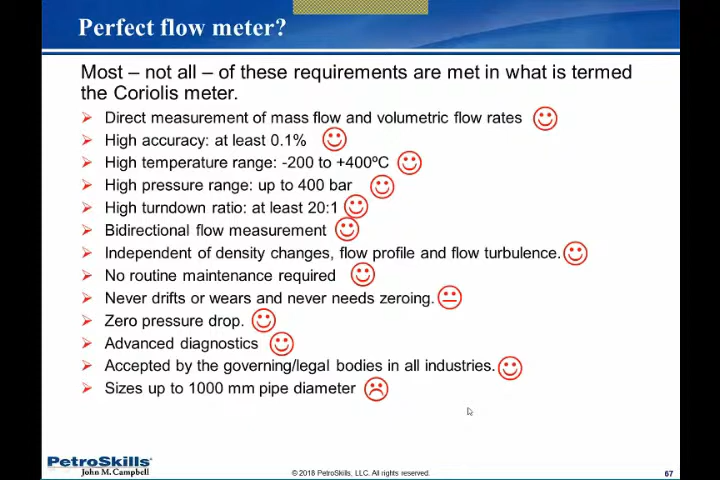 Perfect flow meter?
Most – not all – of these requirements are met in what is termed
the Coriolis meter.
Direct measurement of mass flow and volumetric flow rates
High accuracy: at least 0.1%
High temperature range: -200 to +400ºC
High pressure range: up to 400 bar
High turndown ratio: at least 20:1
Bidirectional flow measurement
Independent of density changes, flow profile and flow turbulence.
No routine maintenance required
Never drifts or wears and never needs zeroing.
Zero pressure drop.
Advanced diagnostics
Accepted by the governing/legal bodies in all industries.
Sizes up to 1000 mm pipe diameter
PetroSkills
John M. Campbell
© 2018 PetroSkills, LLC. All rights reserved.
67